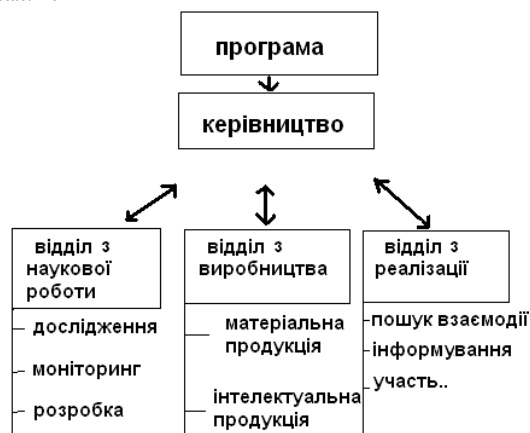 програма
керівництво
відділ з
наукової
роботи
дослідження
моніторинг
розробка
відділ з
виробництва
матеріальна
продукція
інтелектуальна
продукція
відділ з
реалізації
пошук взаємодії
інформування
участь..